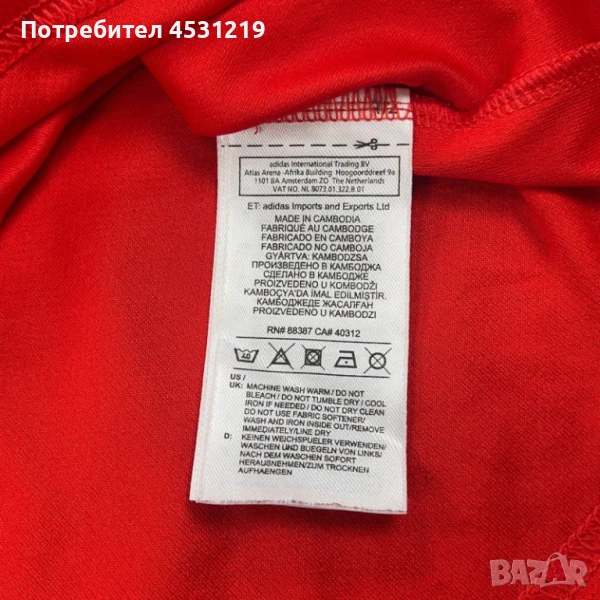 Потребител 4531219
adidas International Trading BV
Atlas Arena -Afrika Building Hoogoorddreef 9a
1101 BA Amsterdam ZO The Netherlands
VAT NO. NL 8073.01.322.B.01
ET: adidas Imports and Exports Ltd
MADE IN CAMBODIA
FABRIQUÉ AU CAMBODGE
FABRICADO EN CAMBOYA
FABRICADO NO CAMBOJA
GYÁRTVA: KAMBODZSA
ПРОИЗВЕДЕНО В КАМБОДЖА
СДЕЛАНО В КАМБОДЖЕ
PROIZVEDENO U KOMBODŽI
KAMBOÇYA'DA İMAL EDİLMİŞTİR.
КАМБОДЖЕДЕ ЖАСАЛҒАН
PROIZVEDENO U KAMBODZI
RN# 88387 CA# 40312
40
US /
UK: MACHINE WASH WARM / DO NOT
BLEACH / DO NOT TUMBLE DRY / COOL
IRON IF NEEDED / DO NOT DRY CLEAN
DO NOT USE FABRIC SOFTENER/
WASH AND IRON INSIDE OUT/REMOVE
IMMEDIATELY/LINE DRY
D: KEINEN WEICHSPUELER VERWENDEN/
WASCHEN UND BUEGELN VON LINKS/
NACH DEM WASCHEN SOFORT
HERAUSNEHMEN/ZUM TROCKNEN
AUFHAENGEN
BAZAR